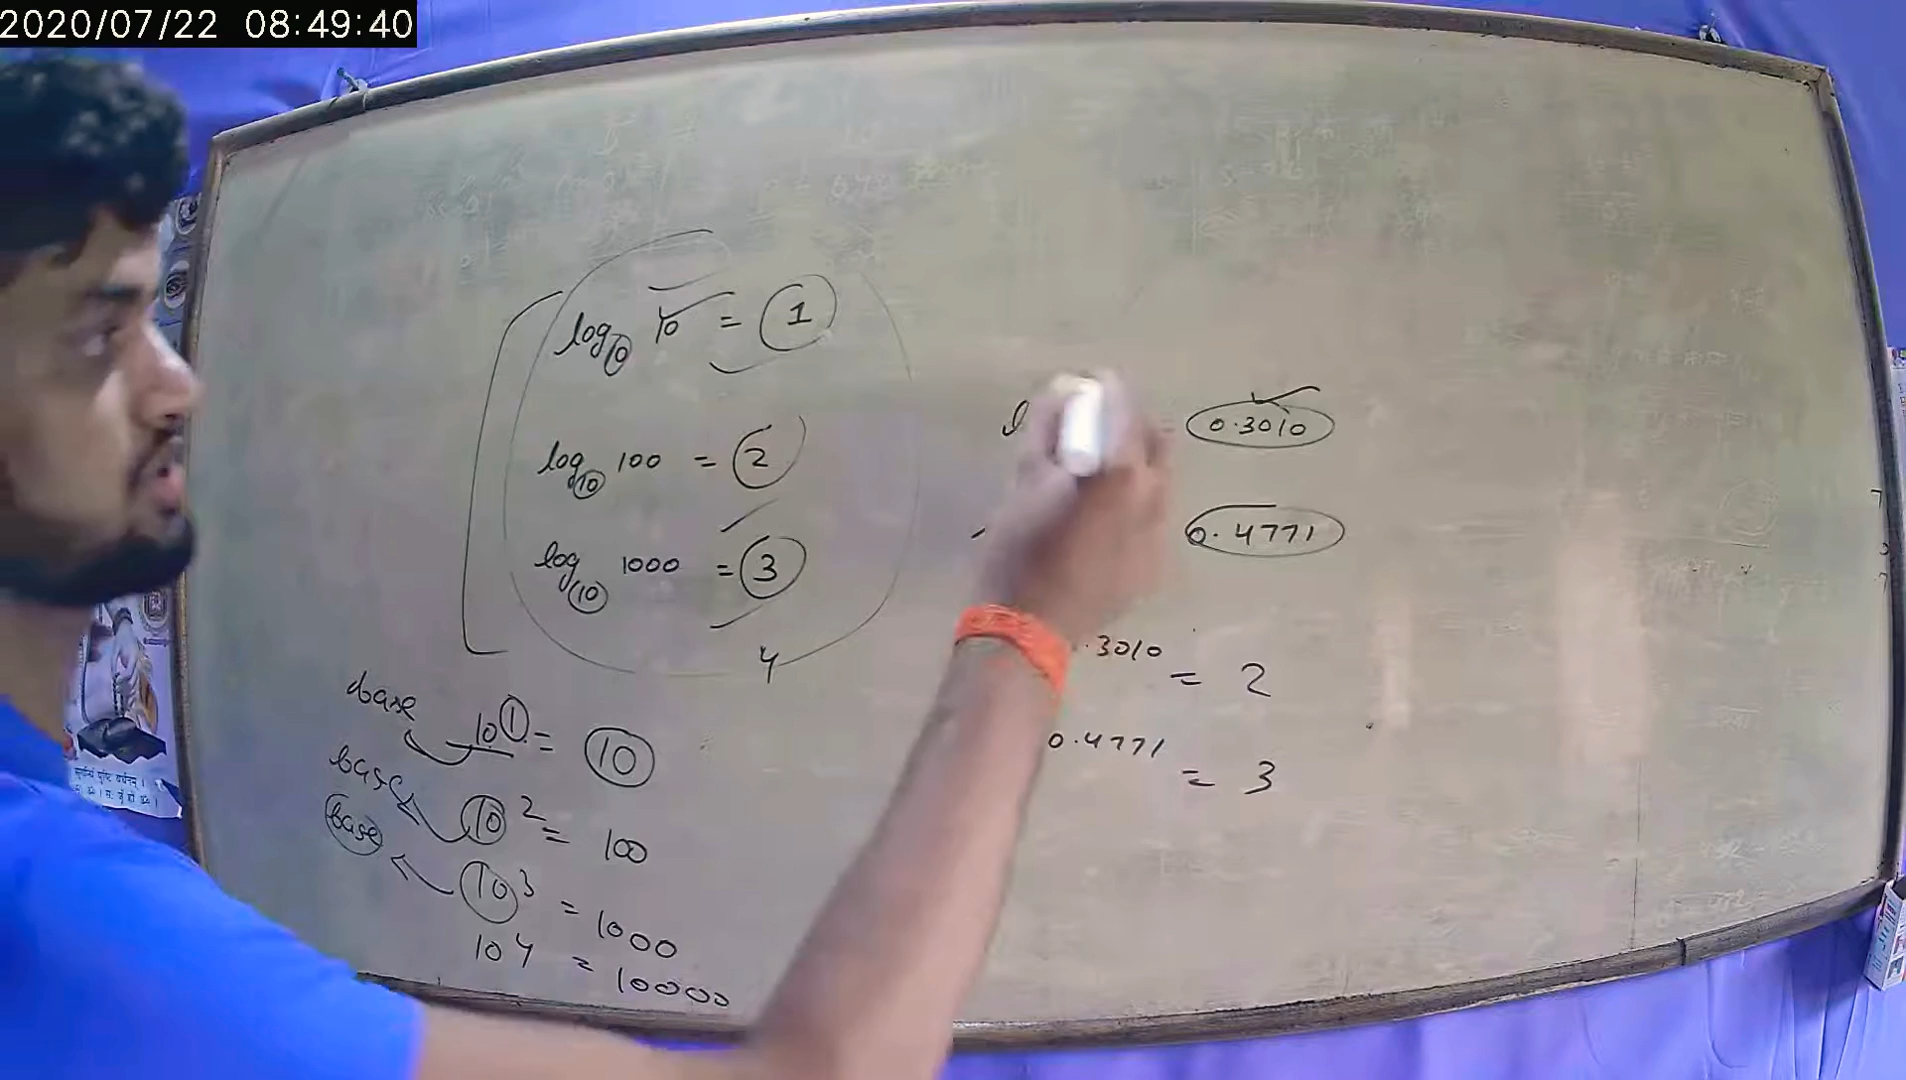 2020/07/22 08:49:40
log₁₀ 10 = 1
log₁₀ 100 = 2
log₁₀ 1000 = 3
4
base 10¹ = 10
base 10² = 100
base 10³ = 1000
10⁴ = 10000
= 0.3010
0.4771
.3010 = 2
0.4771 = 3